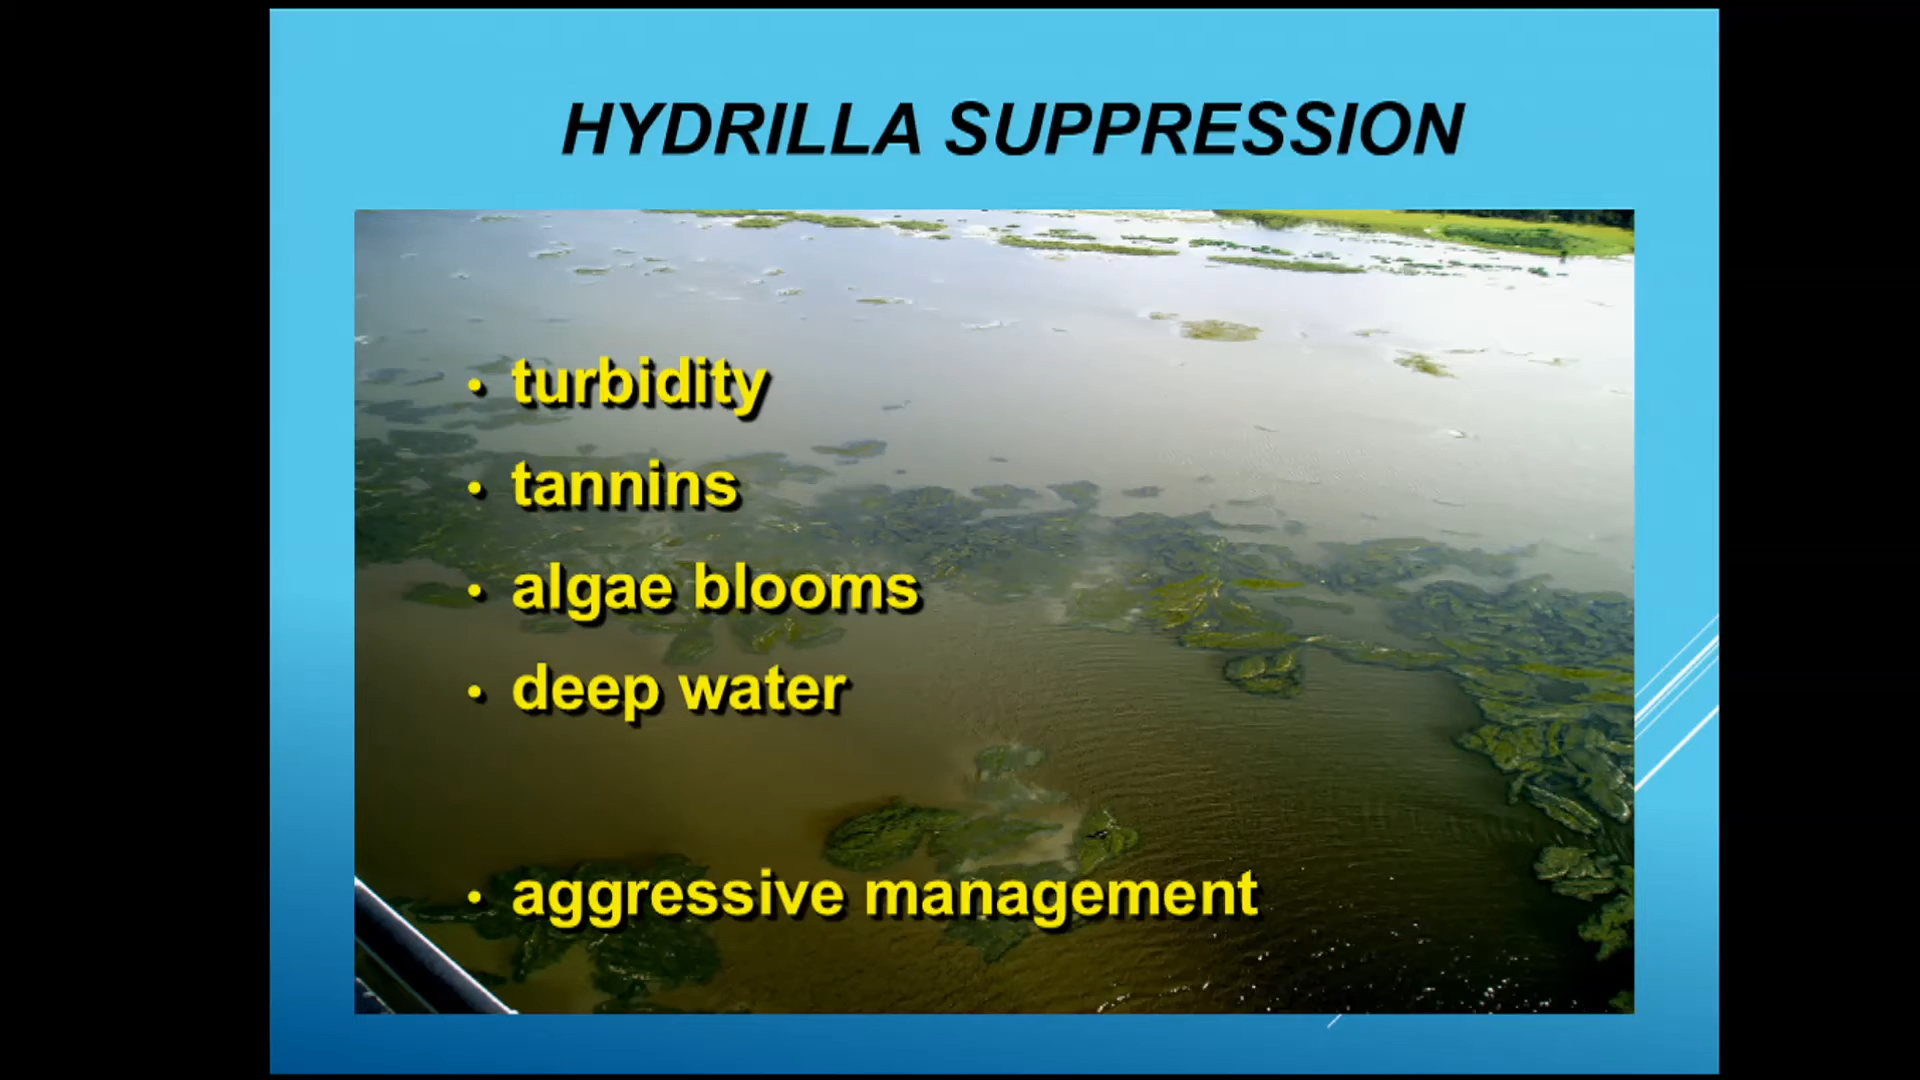 HYDRILLA SUPPRESSION
• turbidity
• tannins
• algae blooms
• deep water
• aggressive management